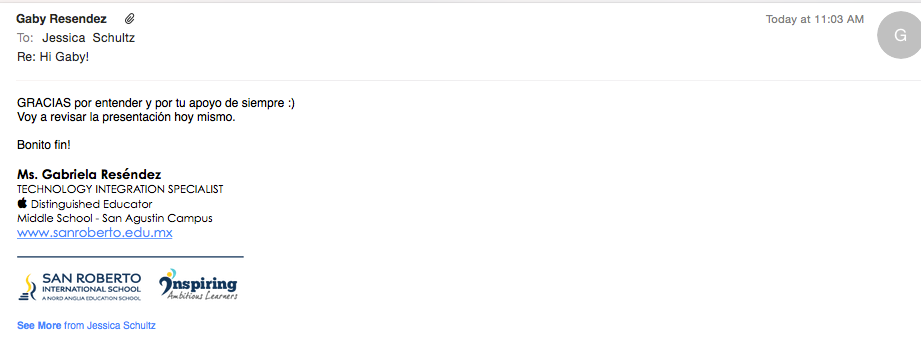 Gaby Resendez
Today at 11:03 AM
G
To: Jessica Schultz
Re: Hi Gaby!
GRACIAS por entender y por tu apoyo de siempre :)
Voy a revisar la presentación hoy mismo.
Bonito fin!
Ms. Gabriela Reséndez
TECHNOLOGY INTEGRATION SPECIALIST
Distinguished Educator
Middle School - San Agustin Campus
www.sanroberto.edu.mx
SAN ROBERTO
INTERNATIONAL SCHOOL
A NORD ANGLIA EDUCATION SCHOOL
Inspiring
Ambitious Learners
See More from Jessica Schultz